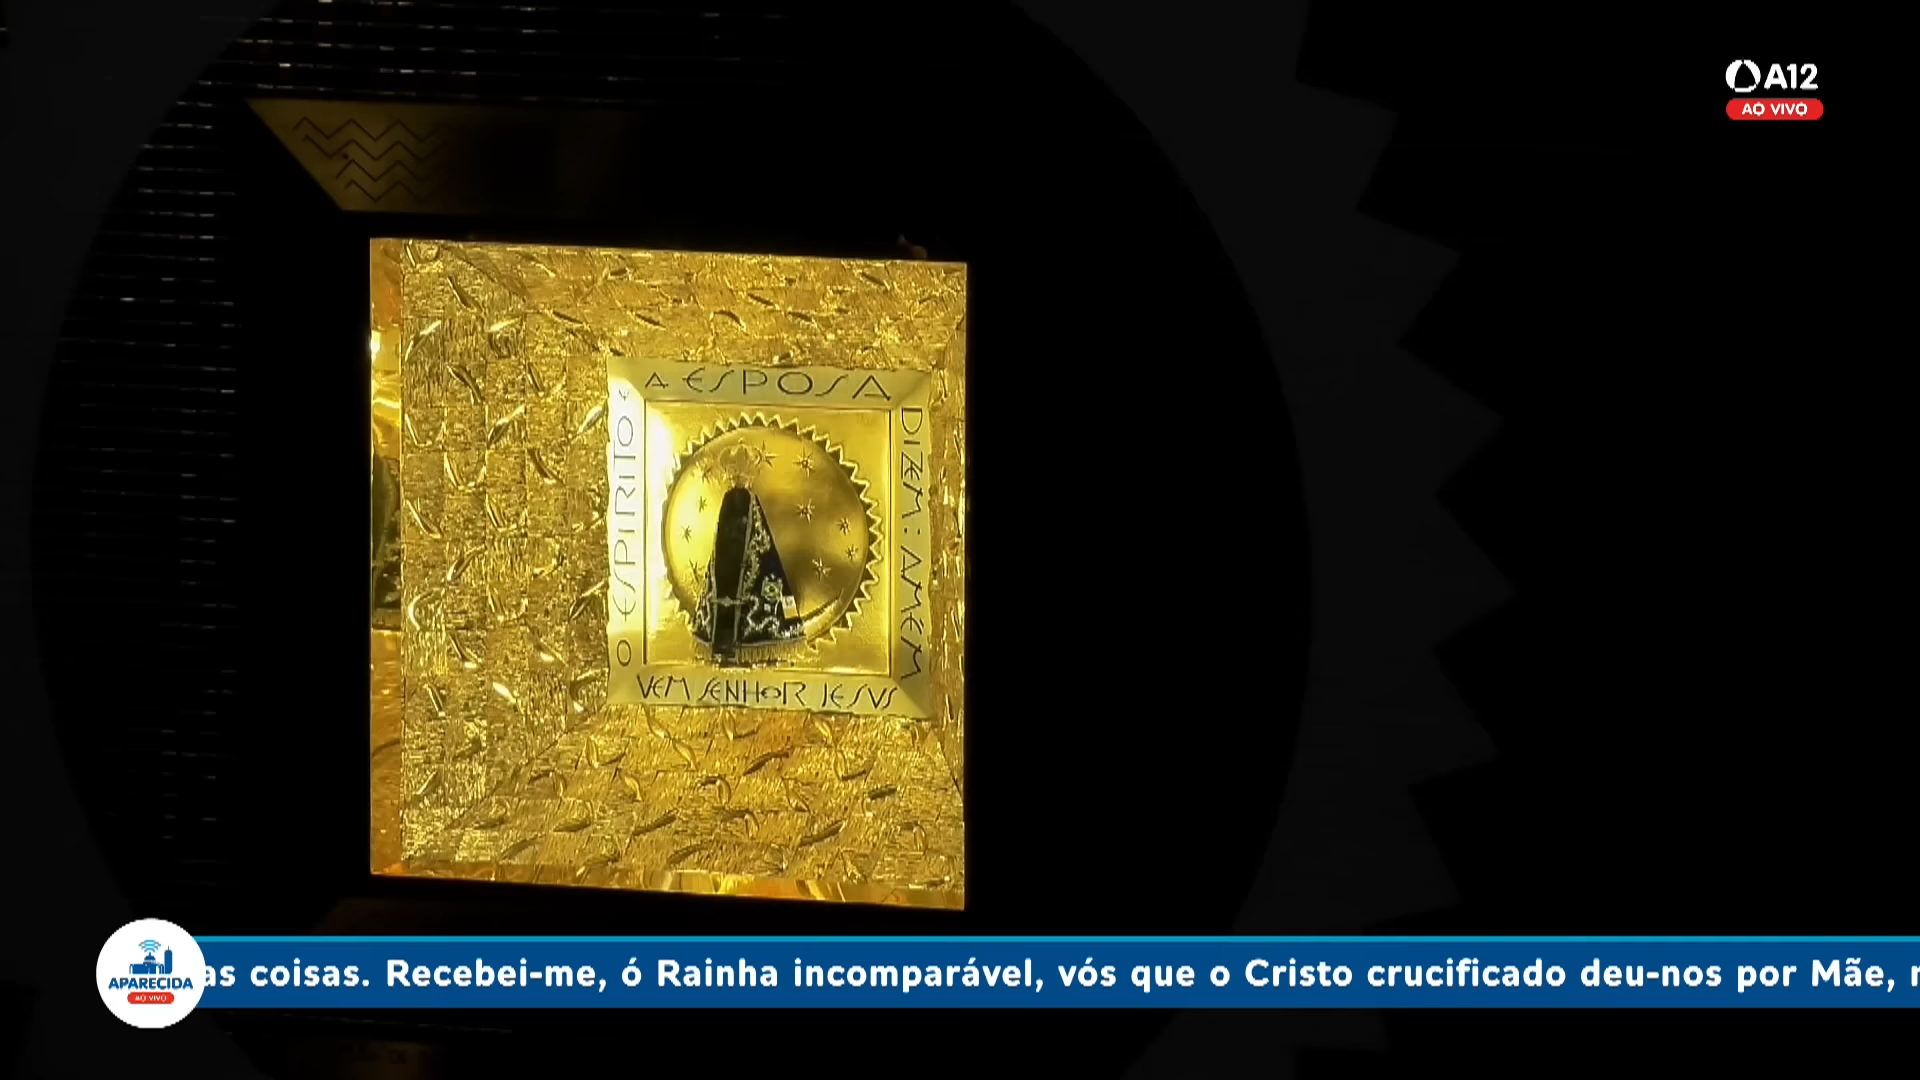 A12
AO VIVO
A ESPOSA
DIZEM: AMÉM
O ESPIRITO E
VEM SENHOR JESUS
APARECIDA
AO VIVO
as coisas. Recebei-me, ó Rainha incomparável, vós que o Cristo crucificado deu-nos por Mãe,